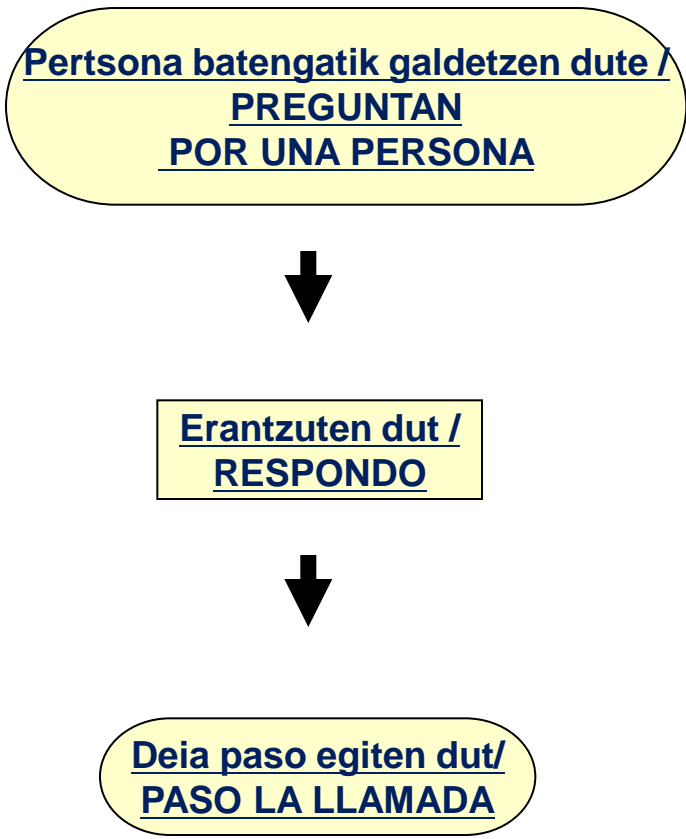 Pertsona batengatik galdetzen dute /
PREGUNTAN
POR UNA PERSONA
Erantzuten dut /
RESPONDO
Deia paso egiten dut/
PASO LA LLAMADA